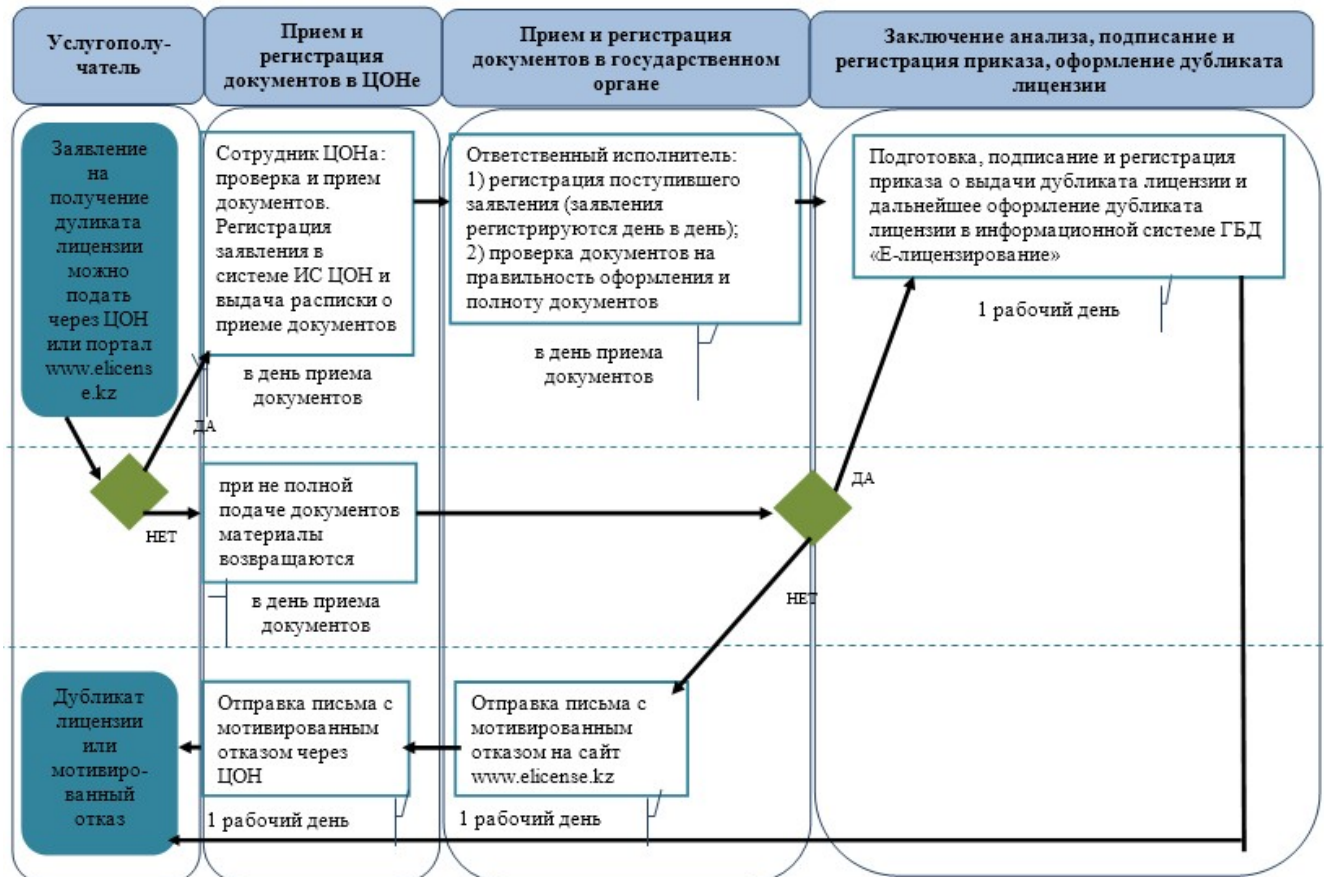 Услугополу-
чатель
Прием и
регистрация
документов в ЦОНе
Прием и регистрация
документов в государственном
органе
Заключение анализа, подписание и
регистрация приказа, оформление дубликата
лицензии
Заявление
на
получение
дуликата
лицензии
можно
подать
через ЦОН
или портал
www.elicens
e.kz
Сотрудник ЦОНа:
проверка и прием
документов.
Регистрация
заявления в
системе ИС ЦОН и
выдача расписки о
приеме документов
Ответственный исполнитель:
1) регистрация поступившего
заявления (заявления
регистрируются день в день);
2) проверка документов на
правильность оформления и
полноту документов
Подготовка, подписание и регистрация
приказа о выдачи дубликата лицензии и
дальнейшее оформление дубликата
лицензии в информационной системе ГБД
«Е-лицензирование»
в день приема
документов
в день приема
документов
1 рабочий день
ДА
НЕТ
при не полной
подаче документов
материалы
возвращаются
ДА
НЕТ
в день приема
документов
Дубликат
лицензии
или
мотивиро-
ванный
отказ
Отправка письма с
мотивированным
отказом через
ЦОН
Отправка письма с
мотивированным
отказом на сайт
www.elicense.kz
1 рабочий день
1 рабочий день